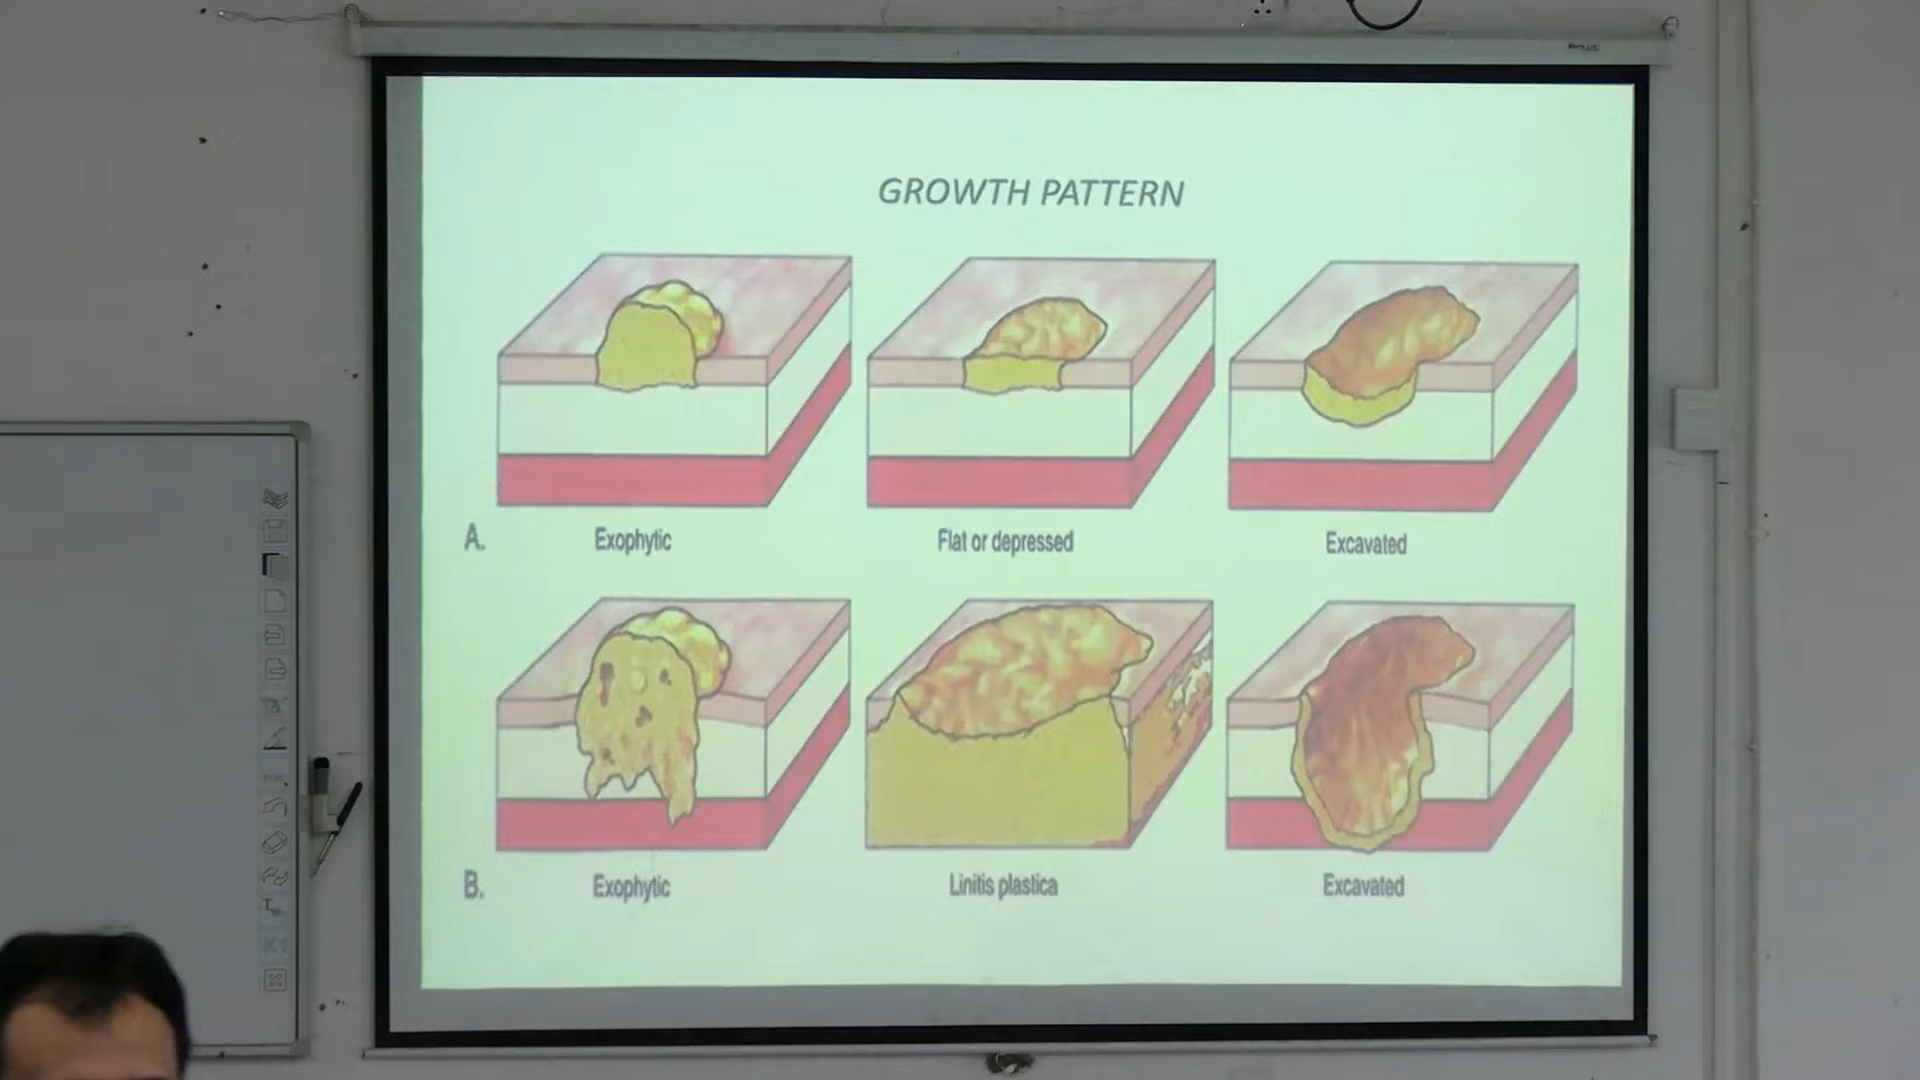 GROWTH PATTERN
A. Exophytic Flat or depressed Excavated
B. Exophytic Linitis plastica Excavated